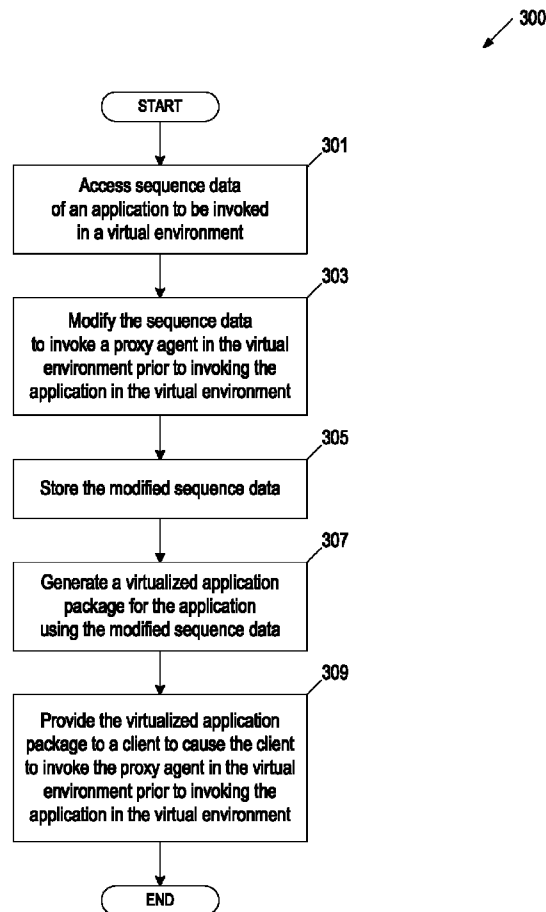 300
START
301
Access sequence data
of an application to be invoked
in a virtual environment
303
Modify the sequence data
to invoke a proxy agent in the virtual
environment prior to invoking the
application in the virtual environment
305
Store the modified sequence data
307
Generate a virtualized application
package for the application
using the modified sequence data
309
Provide the virtualized application
package to a client to cause the client
to invoke the proxy agent in the virtual
environment prior to invoking the
application in the virtual environment
END